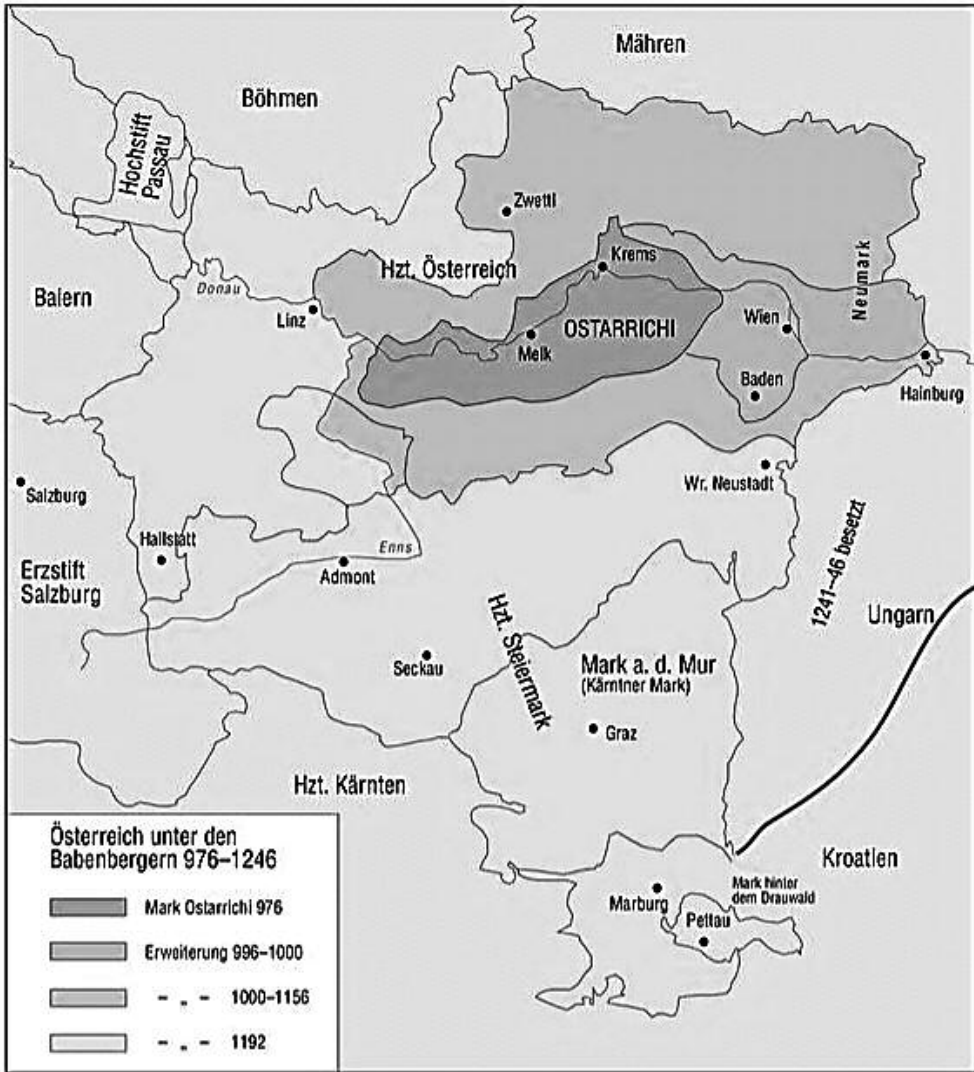 Mähren
Böhmen
Hochstift
Passau
Zwettl
Krems
Hzt. Österreich
Neumark
Baiern
Donau
Linz
OSTARRICHI
Wien
Melk
Baden
Hainburg
Salzburg
Wr. Neustadt
Hallstatt
Enns
Admont
Erzstift
Salzburg
1241–46 besetzt
Ungarn
Hzt. Steiermark
Seckau
Mark a. d. Mur
(Kärntner Mark)
Graz
Hzt. Kärnten
Kroatien
Mark hinter
dem Drauwald
Marburg
Pettau
Österreich unter den
Babenbergern 976–1246
Mark Ostarrichi 976
Erweiterung 996–1000
– „ – 1000–1156
– „ – 1192